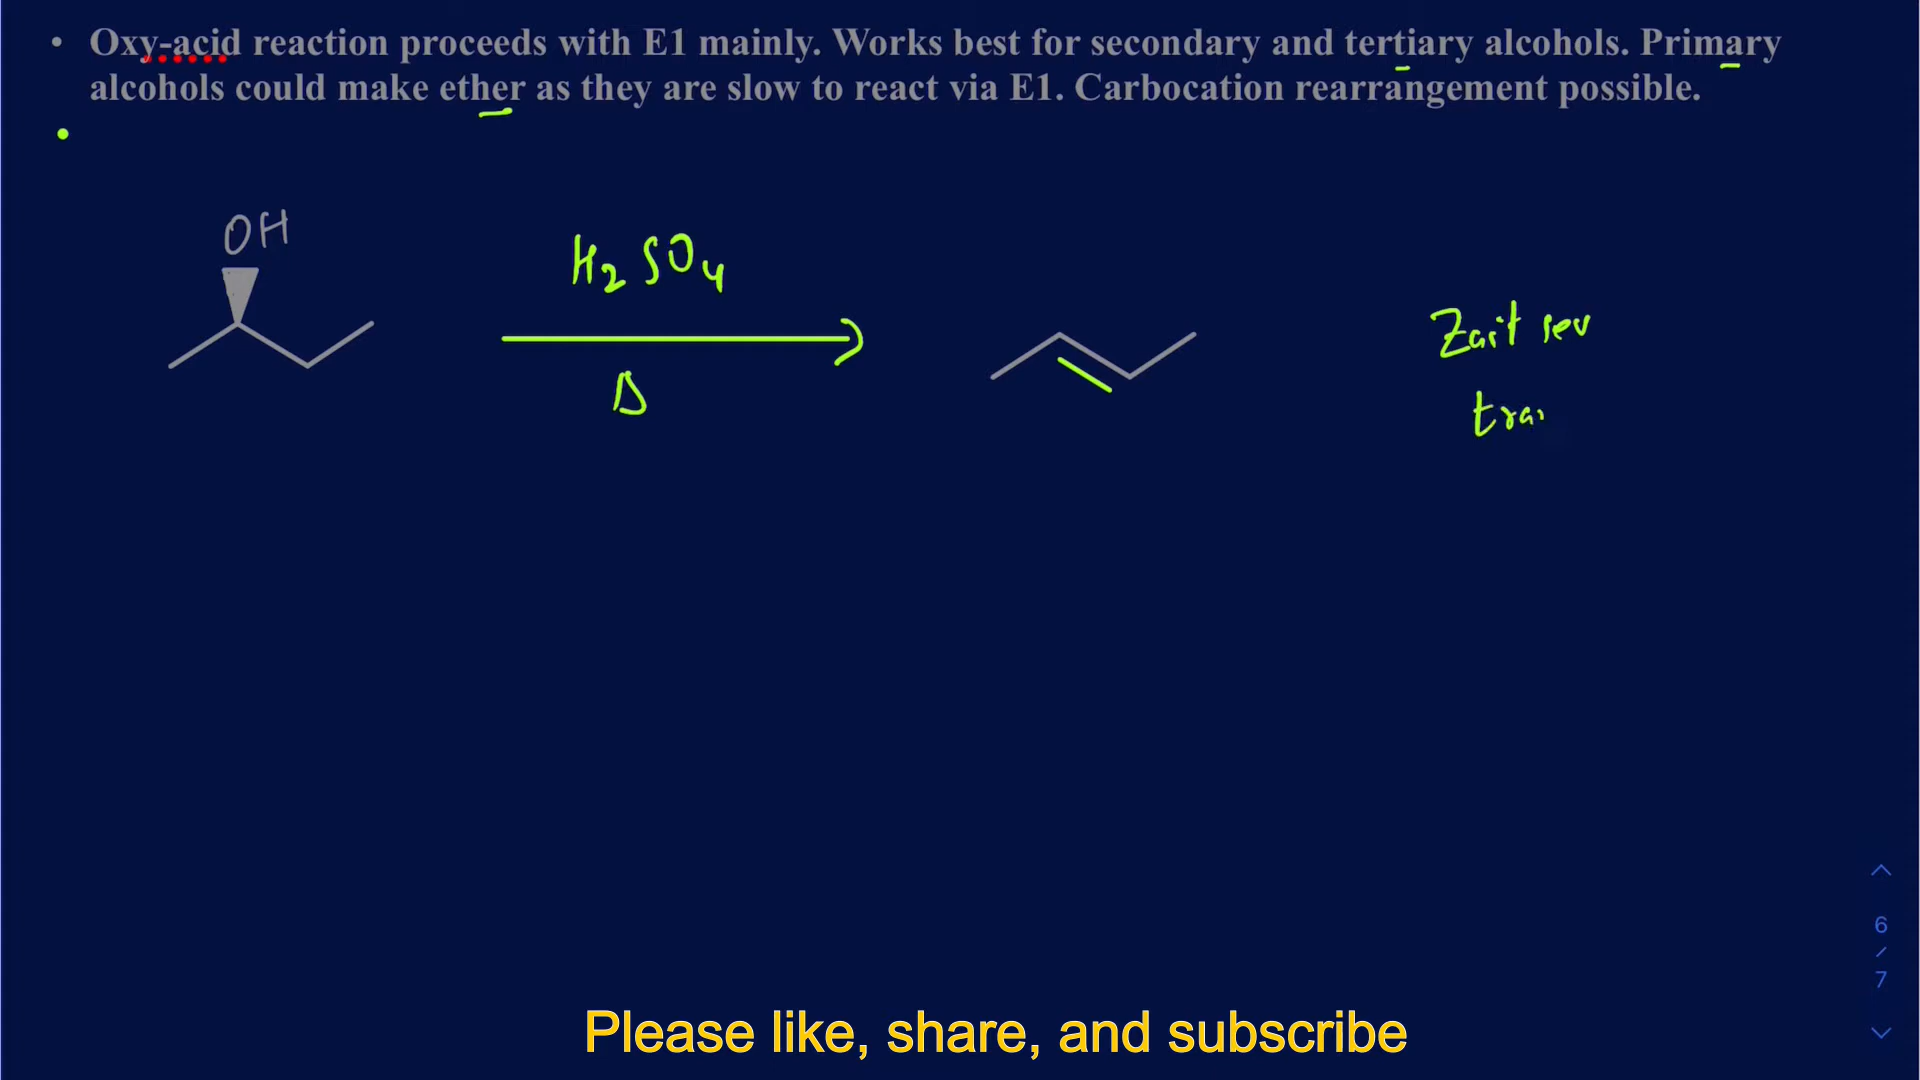 • Oxy-acid reaction proceeds with E1 mainly. Works best for secondary and tertiary alcohols. Primary
alcohols could make ether as they are slow to react via E1. Carbocation rearrangement possible.
OH
H₂SO₄
Δ
Zaitsev
tra
6
/
7
Please like, share, and subscribe